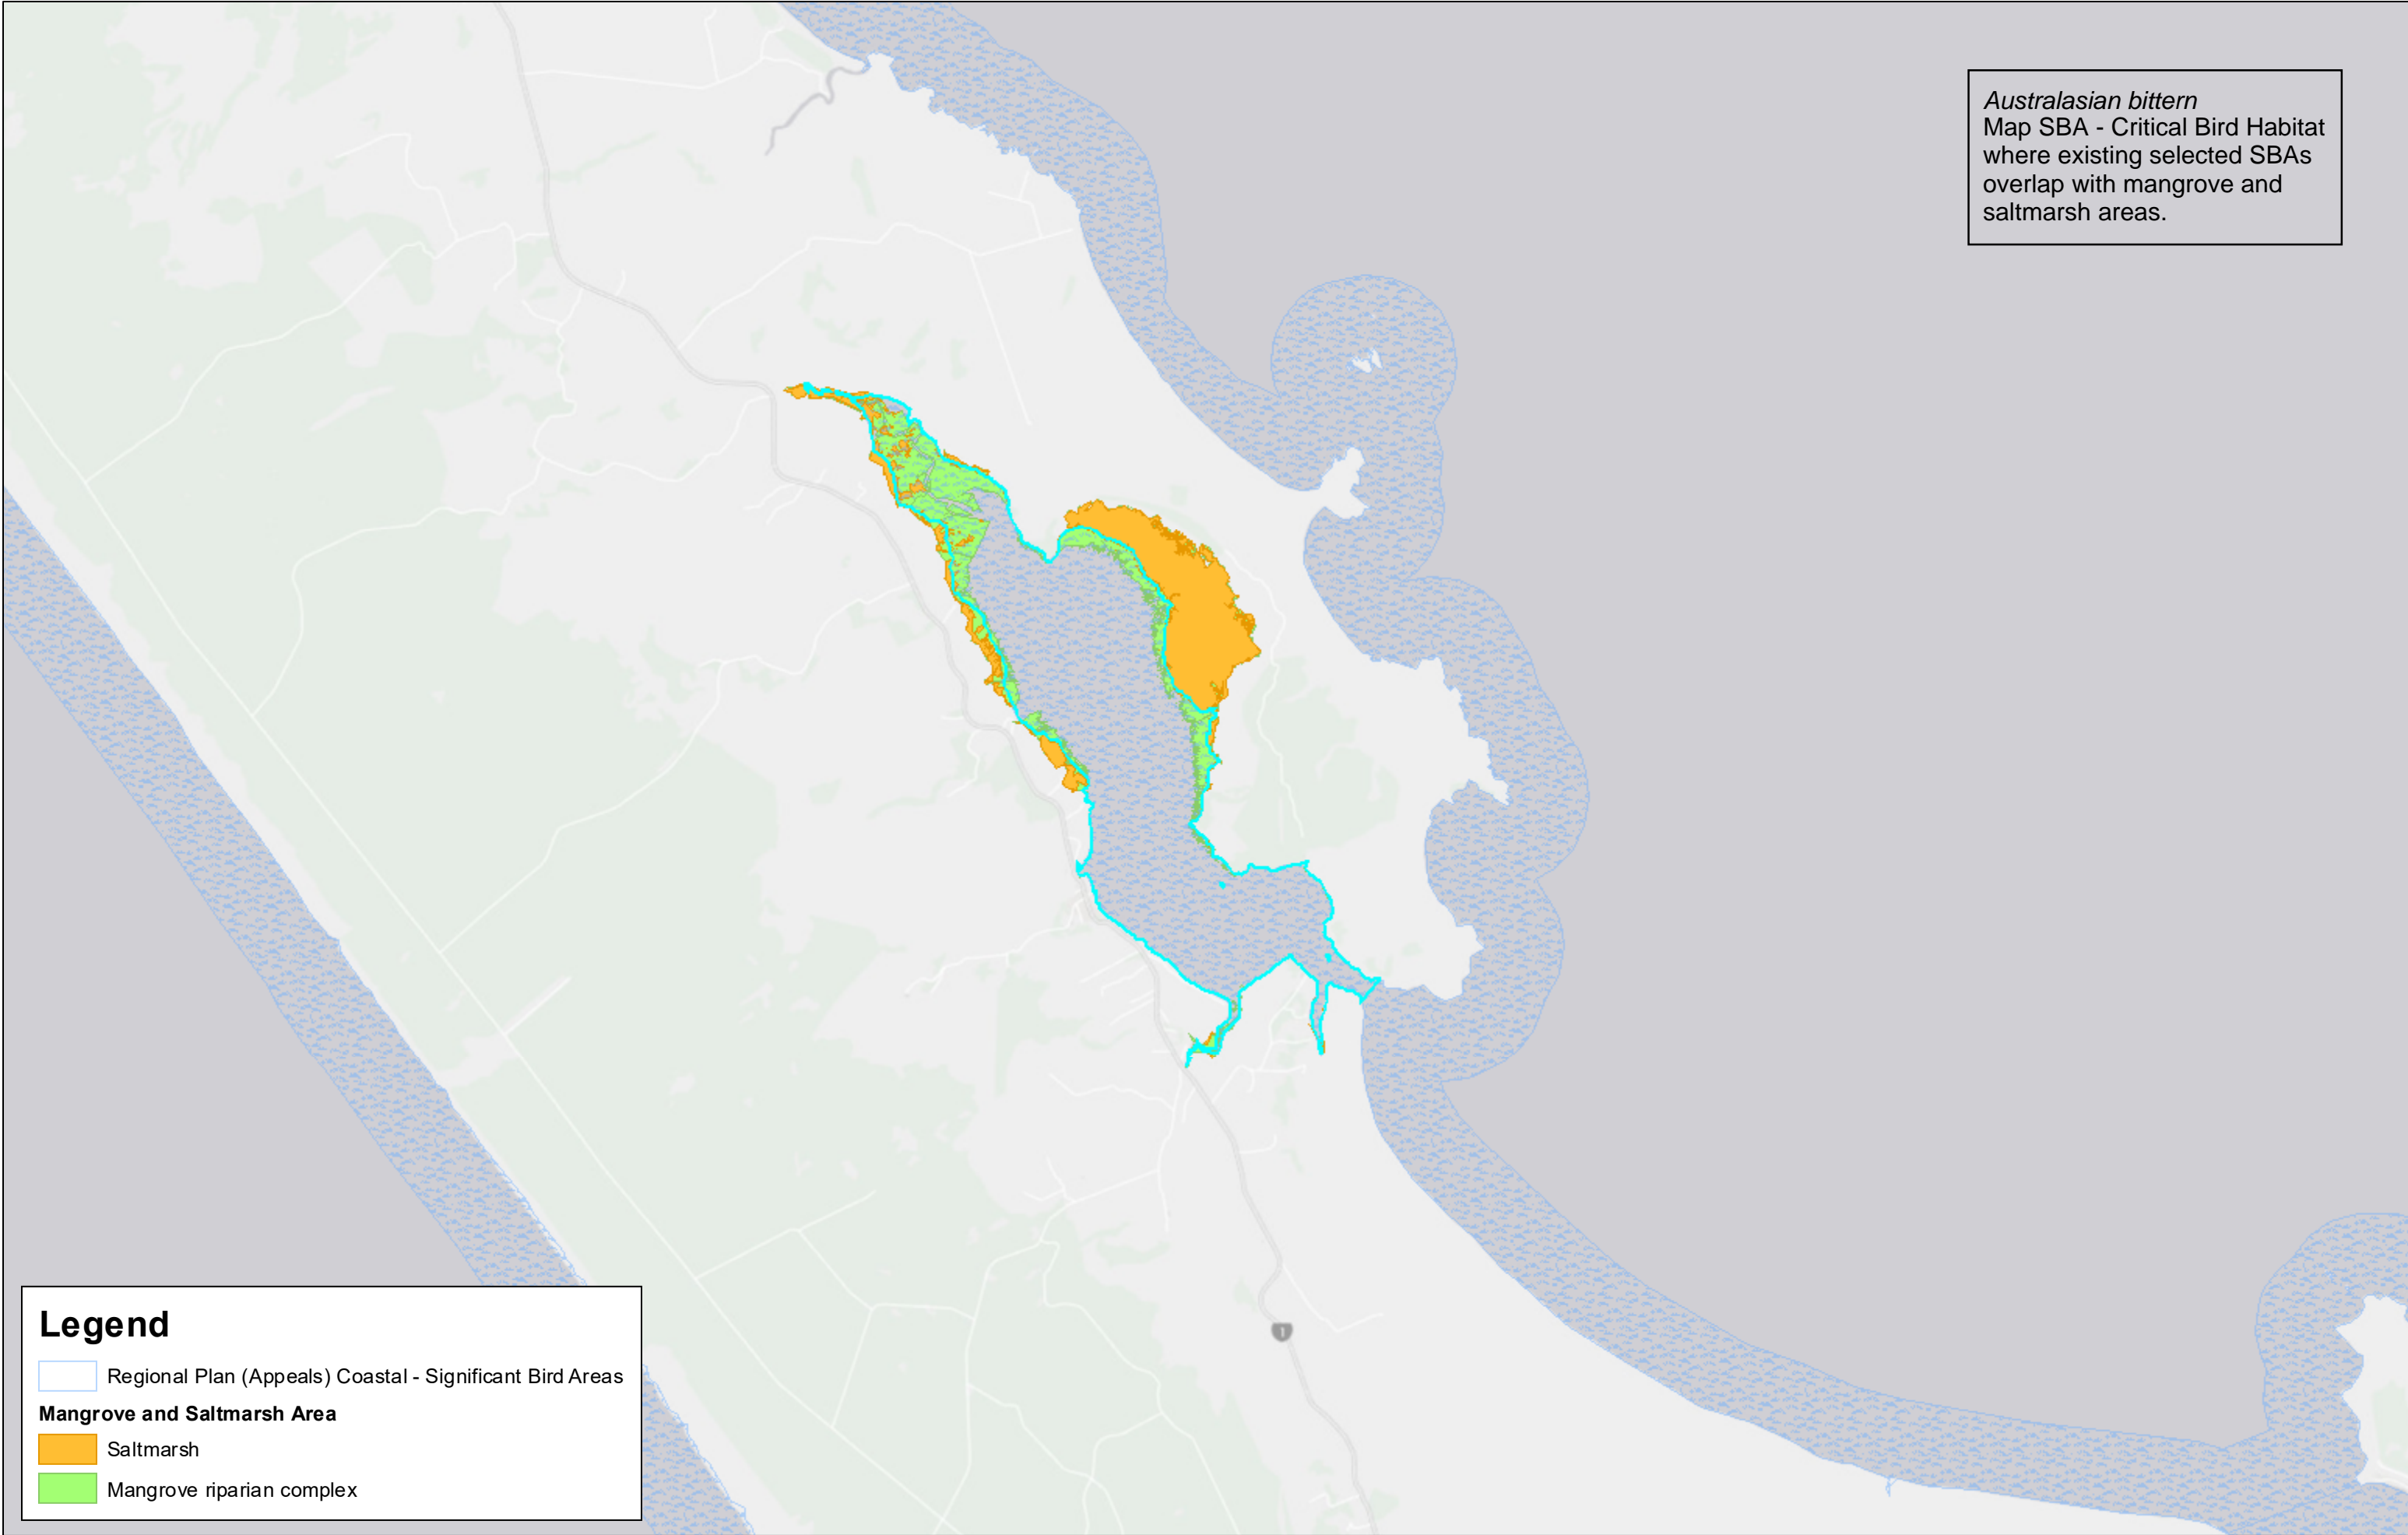 Australasian bittern
Map SBA - Critical Bird Habitat
where existing selected SBAs
overlap with mangrove and
saltmarsh areas.
1
Legend
Regional Plan (Appeals) Coastal - Significant Bird Areas
Mangrove and Saltmarsh Area
Saltmarsh
Mangrove riparian complex